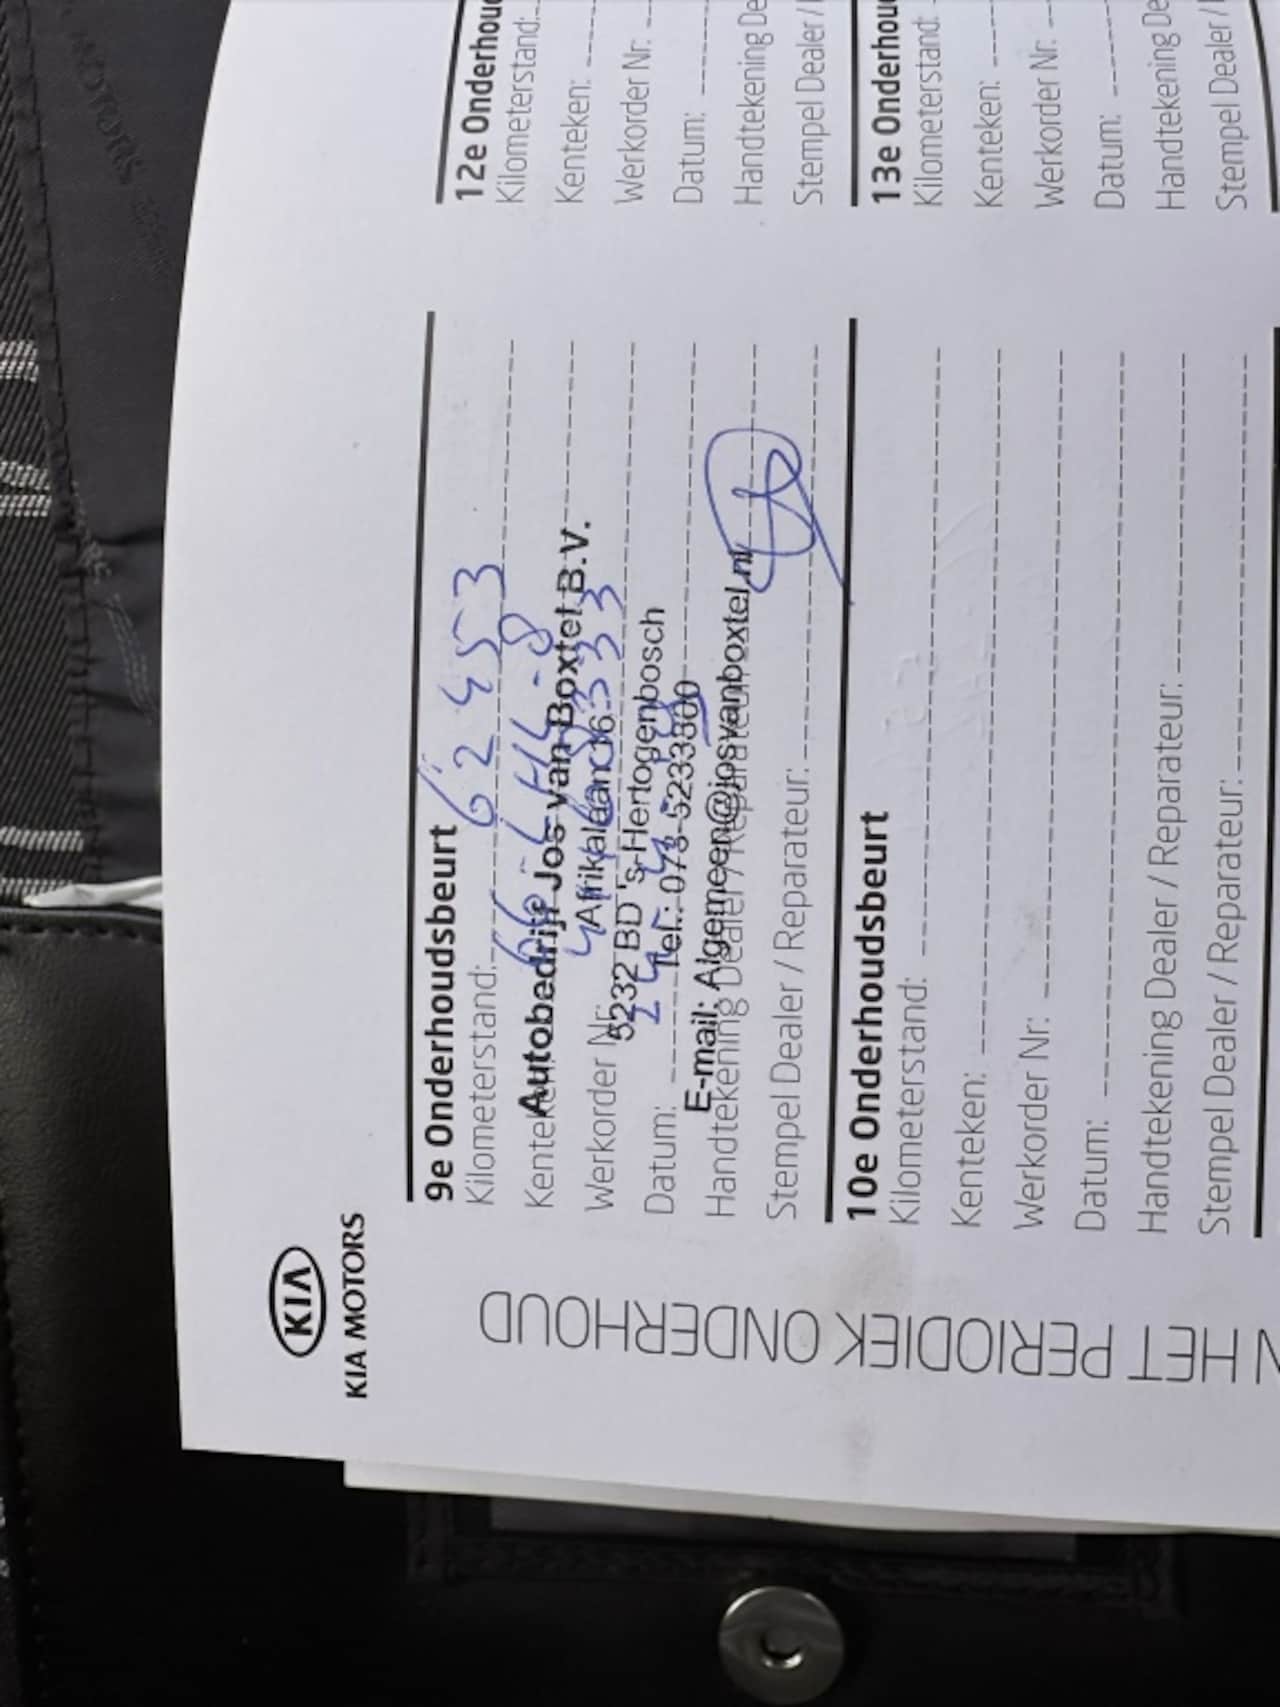 KIA
KIA MOTORS
N HET PERIODIEK ONDERHOUD
9e Onderhoudsbeurt
Kilometerstand: 62453
Kenteken:
Autobedrijf Jos van Boxtel B.V.
Afrikalaan 16
Werkorder Nr:
5232 BD 's-Hertogenbosch
Datum:
Tel.: 073-5233300
E-mail: Algemeen@josvanboxtel.nl
Handtekening Dealer / Reparateur:
Stempel Dealer / Reparateur:
10e Onderhoudsbeurt
Kilometerstand:
Kenteken:
Werkorder Nr:
Datum:
Handtekening Dealer / Reparateur:
Stempel Dealer / Reparateur:
12e Onderhou
Kilometerstand:
Kenteken:
Werkorder Nr:
Datum:
Handtekening De
Stempel Dealer /
13e Onderhou
Kilometerstand:
Kenteken:
Werkorder Nr:
Datum:
Handtekening De
Stempel Dealer /